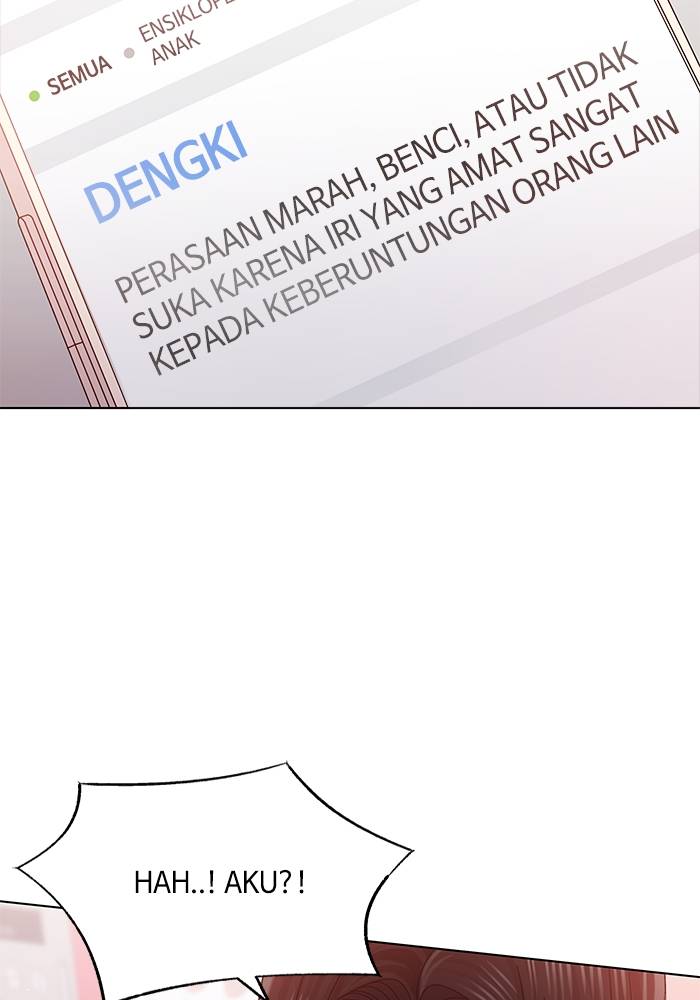 SEMUA
ANAK
DENGKI
PERASAAN MARAH, BENCI, ATAU TIDAK
SUKA KARENA IRI YANG AMAT SANGAT
KEPADA KEBERUNTUNGAN ORANG LAIN
HAH..! AKU?!